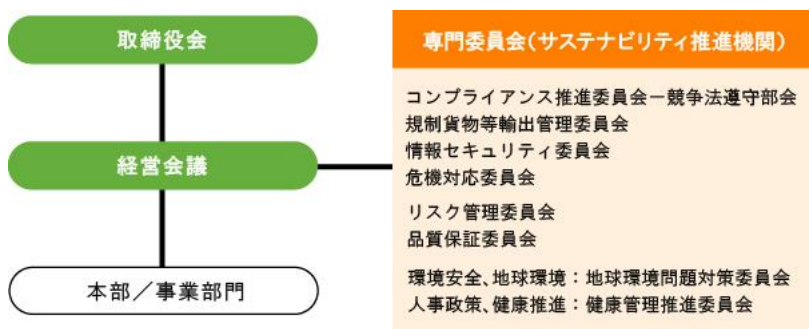 取締役会
経営会議
本部／事業部門
専門委員会(サステナビリティ推進機関)
コンプライアンス推進委員会－競争法遵守部会
規制貨物等輸出管理委員会
情報セキュリティ委員会
危機対応委員会
リスク管理委員会
品質保証委員会
環境安全、地球環境：地球環境問題対策委員会
人事政策、健康推進：健康管理推進委員会